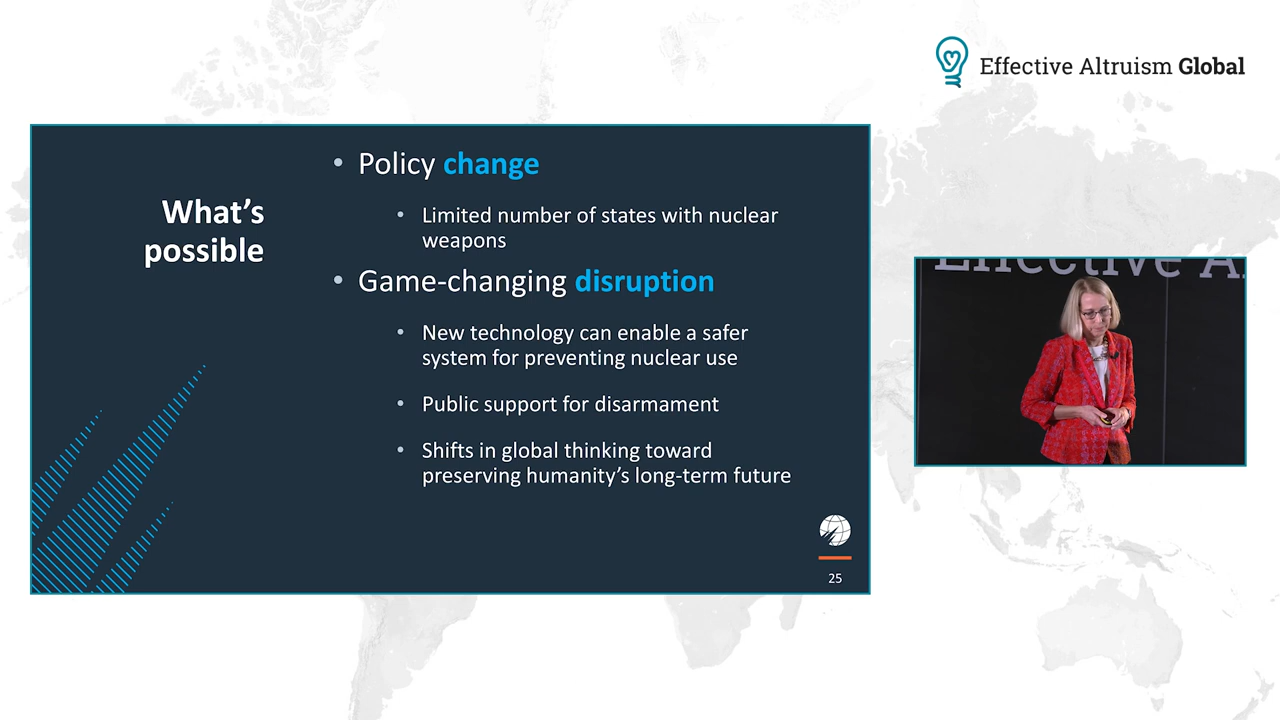 Effective Altruism Global
What's
possible
• Policy change
• Limited number of states with nuclear
weapons
• Game-changing disruption
• New technology can enable a safer
system for preventing nuclear use
• Public support for disarmament
• Shifts in global thinking toward
preserving humanity's long-term future
25
Effective A